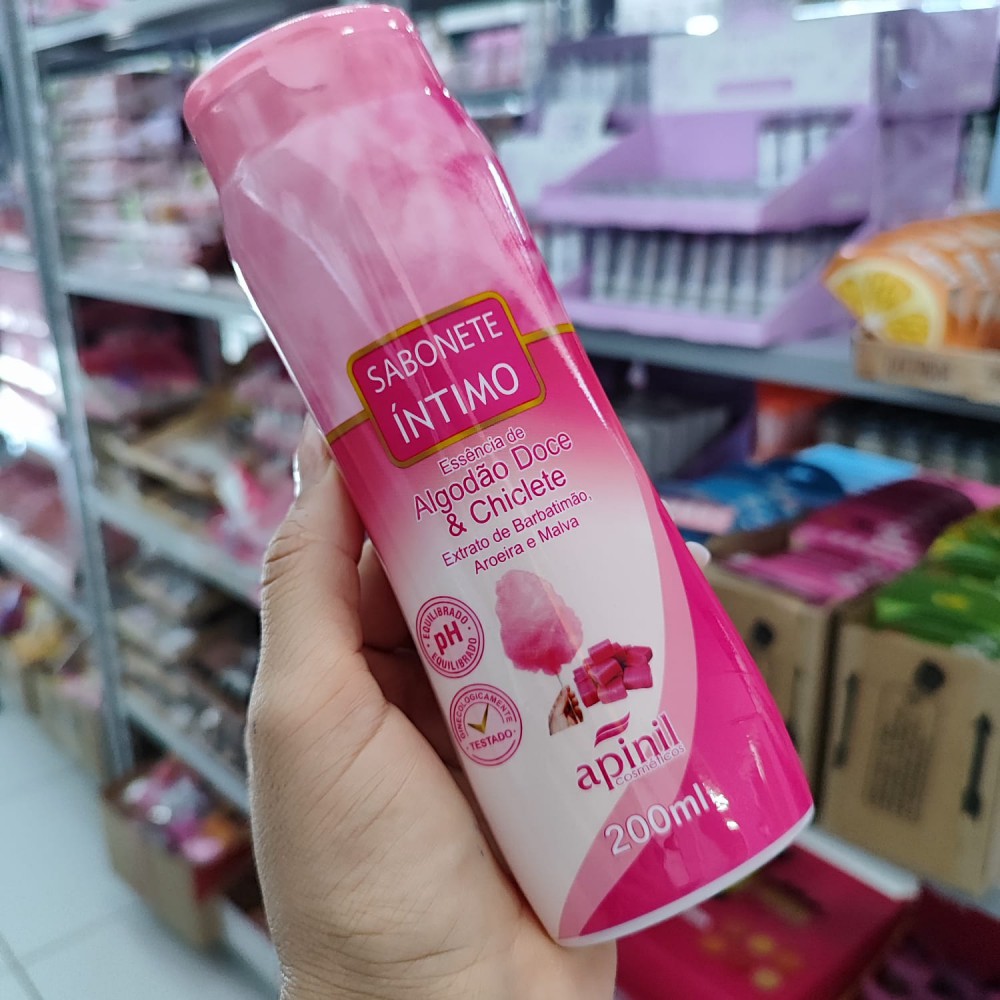 SABONETE
ÍNTIMO
Essência de
Algodão Doce
& Chiclete
Extrato de Barbatimão,
Aroeira e Malva
EQUILIBRADO
pH
EQUILIBRADO
GINECOLOGICAMENTE
TESTADO
apinil
cosméticos
200ml